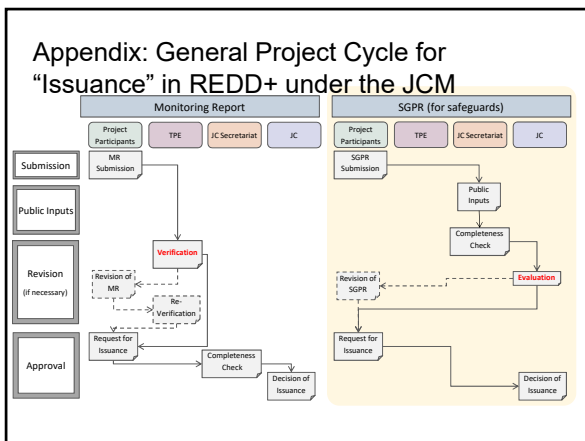 Appendix: General Project Cycle for
“Issuance” in REDD+ under the JCM
Monitoring Report
SGPR (for safeguards)
Project
Participants
TPE
JC Secretariat
JC
Project
Participants
TPE
JC Secretariat
JC
Submission
MR
Submission
SGPR
Submission
Public Inputs
Public
Inputs
Completeness
Check
Revision
(if necessary)
Verification
Revision of
MR
Re-
Verification
Evaluation
Revision of
SGPR
Approval
Request for
Issuance
Completeness
Check
Decision of
Issuance
Request for
Issuance
Decision of
Issuance